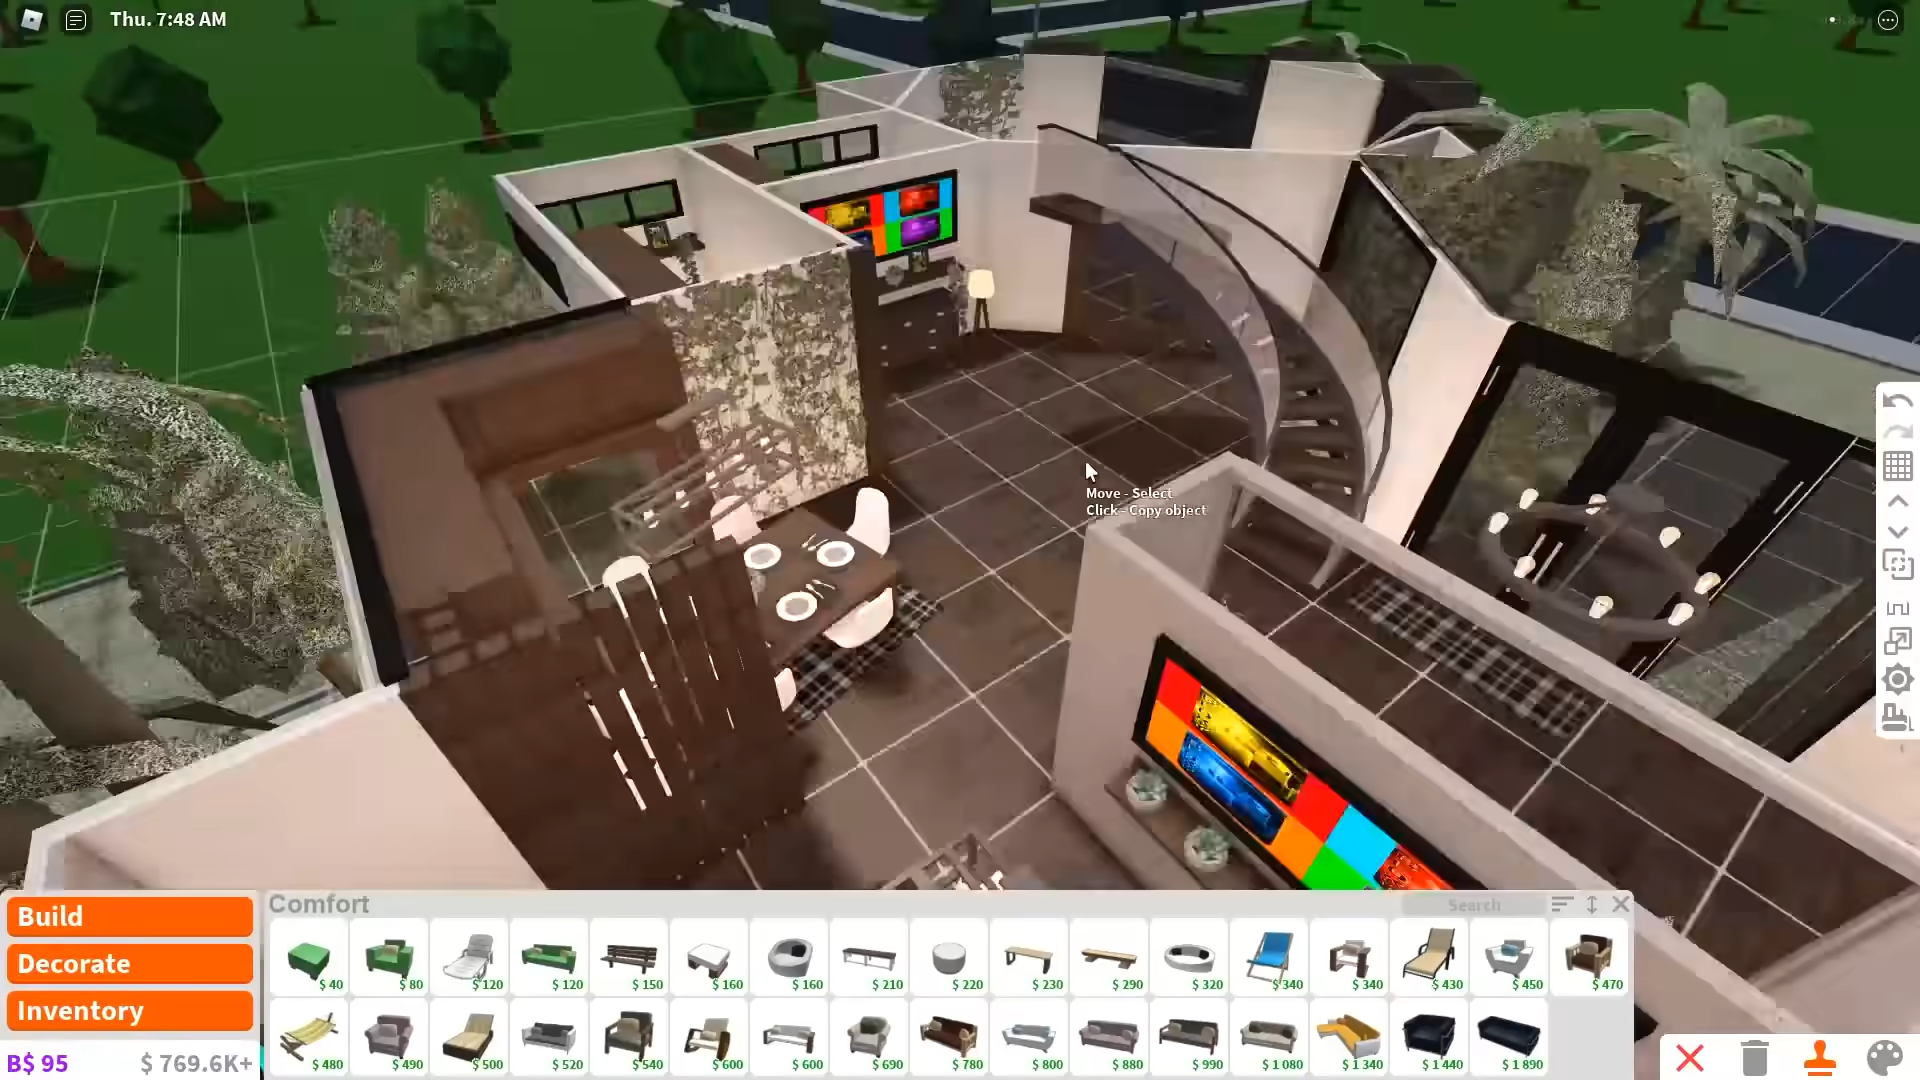 Thu. 7:48 AM
Move - Select
Click - Copy object
Build
Decorate
Inventory
B$ 95
$ 769.6K+
Comfort
Search
$ 40
$ 80
$ 120
$ 120
$ 150
$ 160
$ 160
$ 210
$ 220
$ 230
$ 290
$ 320
$ 340
$ 340
$ 430
$ 450
$ 470
$ 480
$ 490
$ 500
$ 520
$ 540
$ 600
$ 600
$ 690
$ 780
$ 800
$ 880
$ 990
$ 1 080
$ 1 340
$ 1 440
$ 1 890